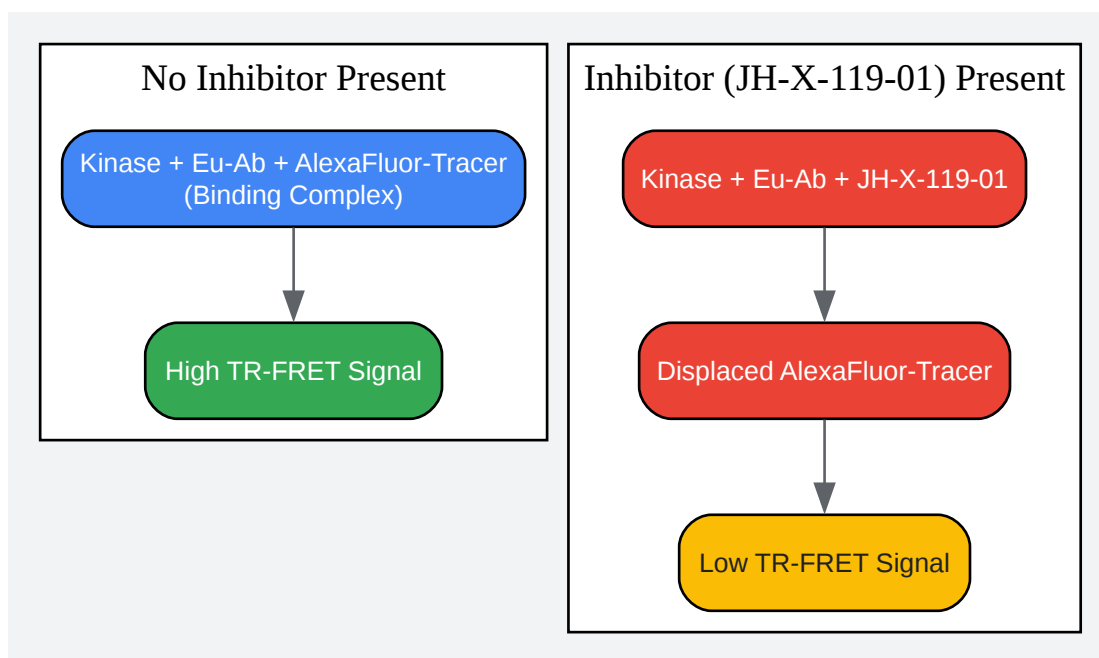 No Inhibitor Present
Kinase + Eu-Ab + AlexaFluor-Tracer
(Binding Complex)
High TR-FRET Signal
Inhibitor (JH-X-119-01) Present
Kinase + Eu-Ab + JH-X-119-01
Displaced AlexaFluor-Tracer
Low TR-FRET Signal